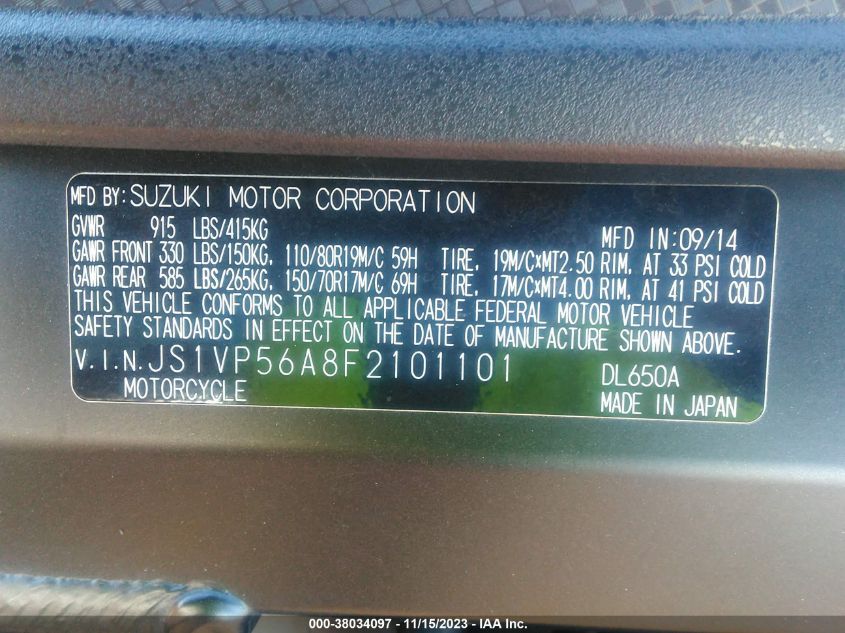 MFD BY: SUZUKI MOTOR CORPORATION
GVWR 915 LBS/415KG MFD IN: 09/14
GAWR FRONT 330 LBS/150KG, 110/80R19M/C 59H TIRE, 19M/C×MT2.50 RIM, AT 33 PSI COLD
GAWR REAR 585 LBS/265KG, 150/70R17M/C 69H TIRE, 17M/C×MT4.00 RIM, AT 41 PSI COLD
THIS VEHICLE CONFORMS TO ALL APPLICABLE FEDERAL MOTOR VEHICLE
SAFETY STANDARDS IN EFFECT ON THE DATE OF MANUFACTURE SHOWN ABOVE.
V.I.N. JS1VP56A8F2101101 DL650A
MOTORCYCLE MADE IN JAPAN
000-38034097 - 11/15/2023 - IAA Inc.